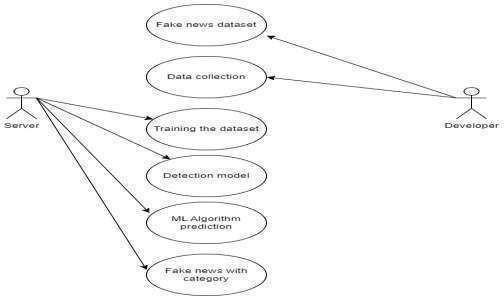 Fake news dataset
Data collection
Server
Developer
Training the dataset
Detection model
ML Algorithm
prediction
Fake news with
category